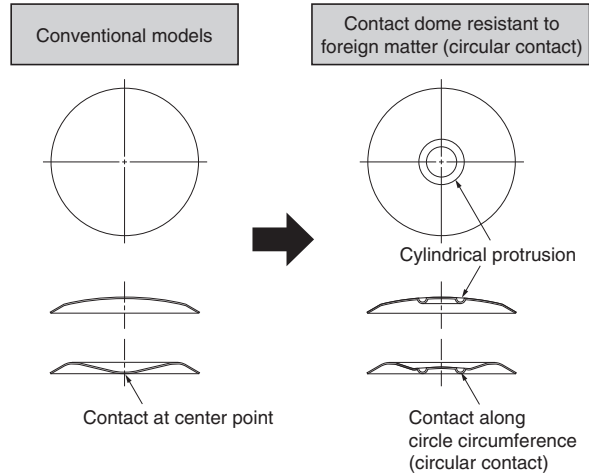 Conventional models
Contact dome resistant to
foreign matter (circular contact)
Cylindrical protrusion
Contact at center point
Contact along
circle circumference
(circular contact)